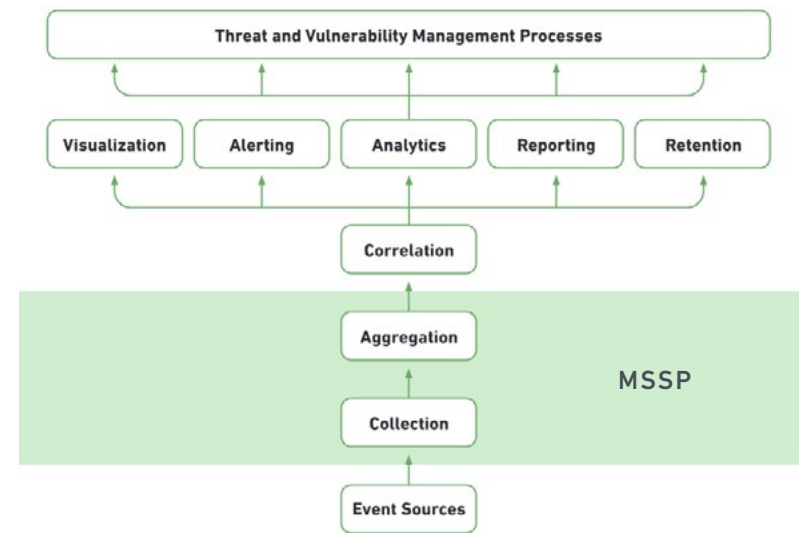 Threat and Vulnerability Management Processes
Visualization
Alerting
Analytics
Reporting
Retention
Correlation
Aggregation
MSSP
Collection
Event Sources